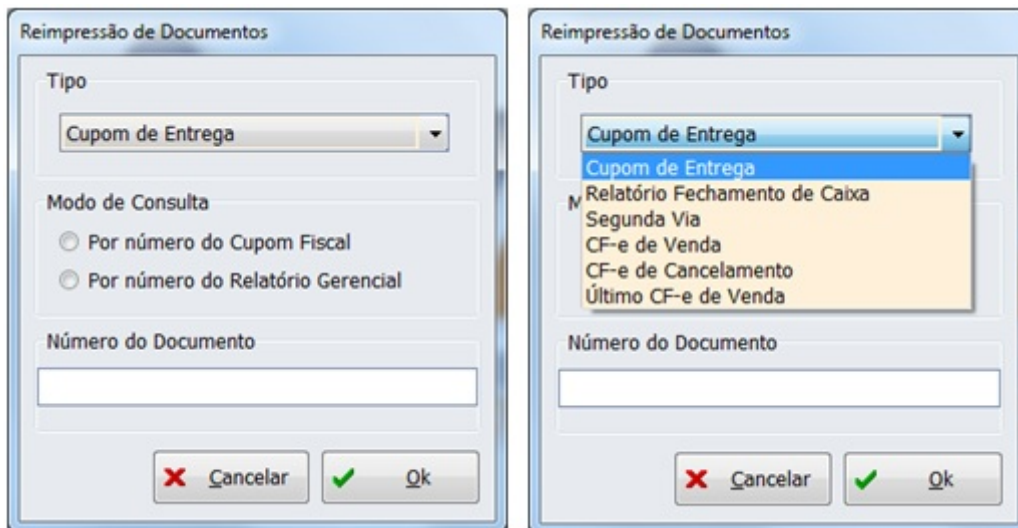 Reimpressão de Documentos
Tipo
Cupom de Entrega
Modo de Consulta
Por número do Cupom Fiscal
Por número do Relatório Gerencial
Número do Documento
Cancelar
Ok
Reimpressão de Documentos
Tipo
Cupom de Entrega
Cupom de Entrega
Relatório Fechamento de Caixa
M
Segunda Via
CF-e de Venda
CF-e de Cancelamento
Último CF-e de Venda
Número do Documento
Cancelar
Ok